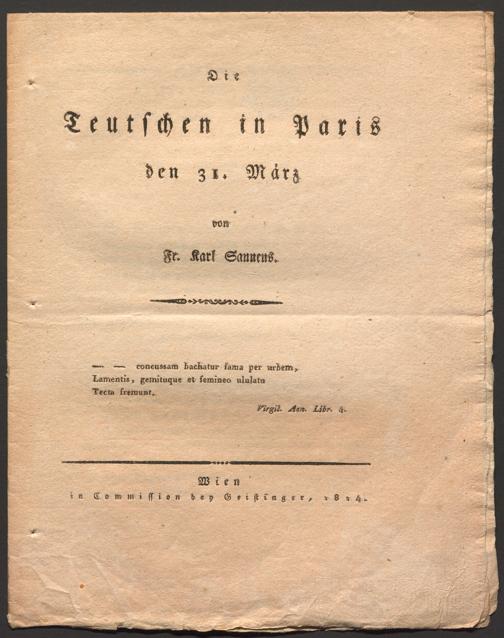 Die
Teutschen in Paris
den 31. März
von
Fr. Karl Sannens.
— — concussam bachatur fama per urbem,
Lamentis, gemituque et femineo ululatu
Tecta fremunt.
Virgil. Aen. Libr. 4.
Wien
in Commission bey Geistinger, 1814.